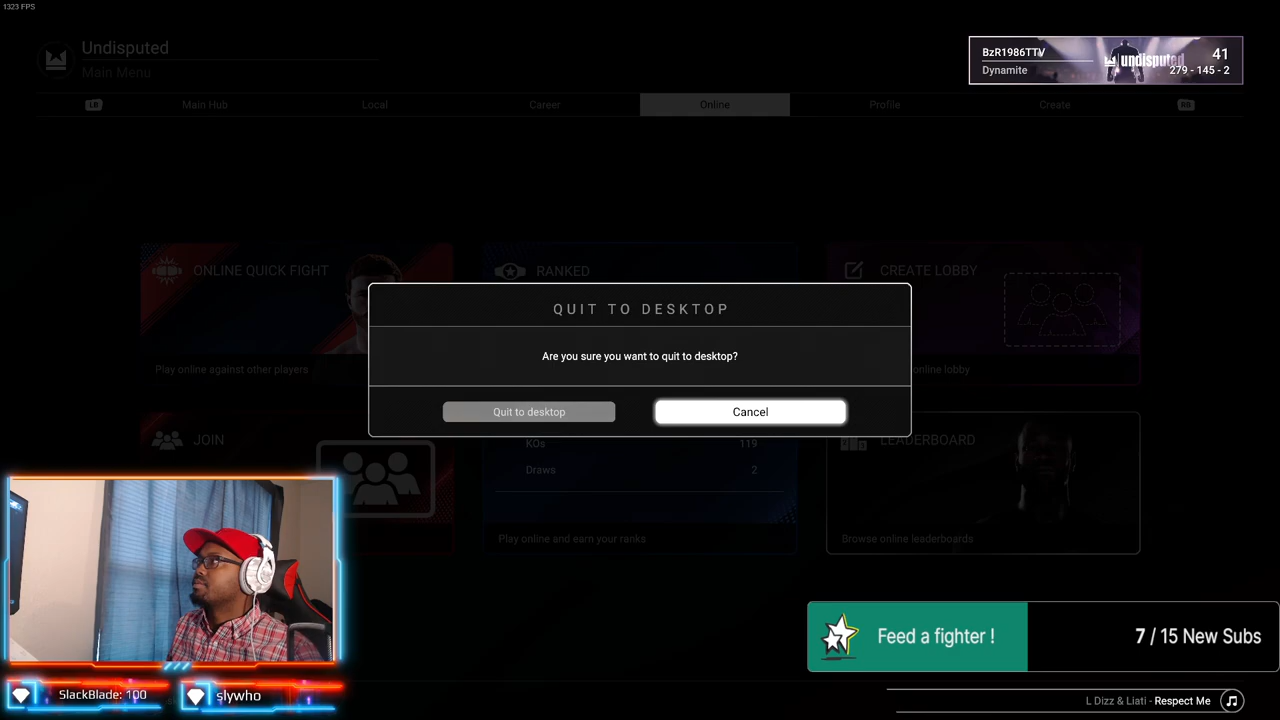 1323 FPS
Undisputed
Main Menu
BzR1986TTV
Dynamite
undisputed
41
279 - 145 - 2
LB
Main Hub
Local
Career
Online
Profile
Create
RB
ONLINE QUICK FIGHT
RANKED
CREATE LOBBY
Play online against other players
online lobby
QUIT TO DESKTOP
Are you sure you want to quit to desktop?
Quit to desktop
Cancel
JOIN
KOs 119
Draws 2
LEADERBOARD
Play online and earn your ranks
Browse online leaderboards
Feed a fighter !
7 / 15 New Subs
SlackBlade: 100
slywho
L Dizz & Liati - Respect Me